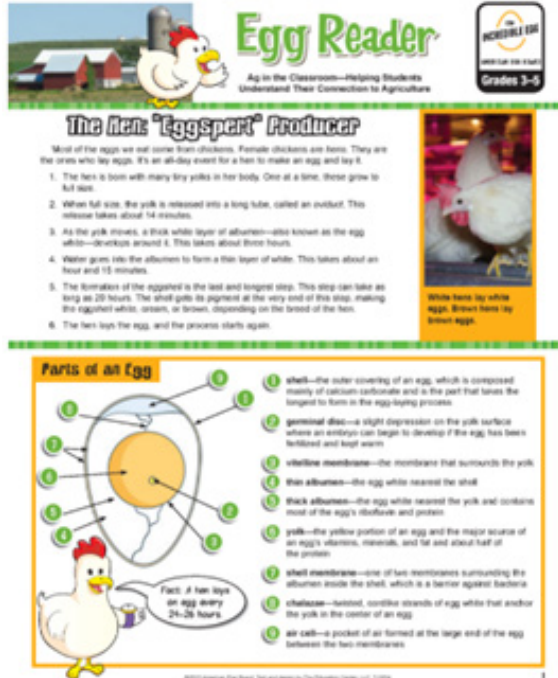 Egg Reader
Ag in the Classroom—Helping Students
Understand Their Connection to Agriculture
The
INCREDIBLE EGG
AMERICAN EGG BOARD
Grades 3–5
The Hen: "Eggspert" Producer
Most of the eggs we eat come from chickens. Female chickens are hens. They are
the ones who lay eggs. It's an all-day event for a hen to make an egg and lay it.
1. The hen is born with many tiny yolks in her body. One at a time, these grow to
full size.
2. When full size, the yolk is released into a long tube, called an oviduct. This
release takes about 14 minutes.
3. As the yolk moves, a thick white layer of albumen—also known as the egg
white—develops around it. This takes about three hours.
4. Water goes into the albumen to form a thin layer of white. This takes about an
hour and 15 minutes.
5. The formation of the eggshell is the last and longest step. This step can take as
long as 20 hours. The shell gets its pigment at the very end of this step, making
the eggshell white, cream, or brown, depending on the breed of the hen.
6. The hen lays the egg, and the process starts again.
White hens lay white
eggs. Brown hens lay
brown eggs.
Parts of an Egg
9
1
8
7
6
5
4
2
3
Fact: A hen lays
an egg every
24–26 hours
1 shell—the outer covering of an egg, which is composed
mainly of calcium carbonate and is the part that takes the
longest to form in the egg-laying process
2 germinal disc—a slight depression on the yolk surface
where an embryo can begin to develop if the egg has been
fertilized and kept warm
3 vitelline membrane—the membrane that surrounds the yolk
4 thin albumen—the egg white nearest the shell
5 thick albumen—the egg white nearest the yolk and contains
most of the egg's riboflavin and protein
6 yolk—the yellow portion of an egg and the major source of
an egg's vitamins, minerals, and fat and about half of
the protein
7 shell membrane—one of two membranes surrounding the
albumen inside the shell, which is a barrier against bacteria
8 chalazae—twisted, cordlike strands of egg white that anchor
the yolk in the center of an egg
9 air cell—a pocket of air formed at the large end of the egg
between the two membranes
3